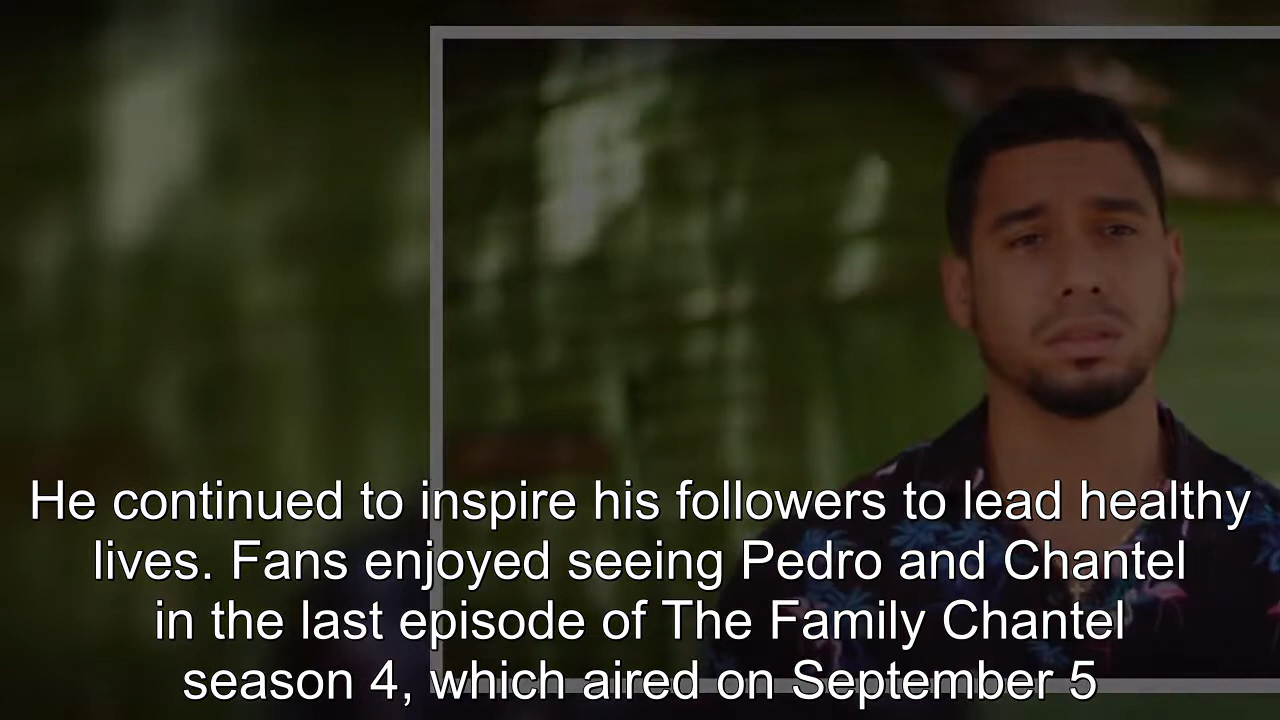 He continued to inspire his followers to lead healthy
lives. Fans enjoyed seeing Pedro and Chantel
in the last episode of The Family Chantel
season 4, which aired on September 5